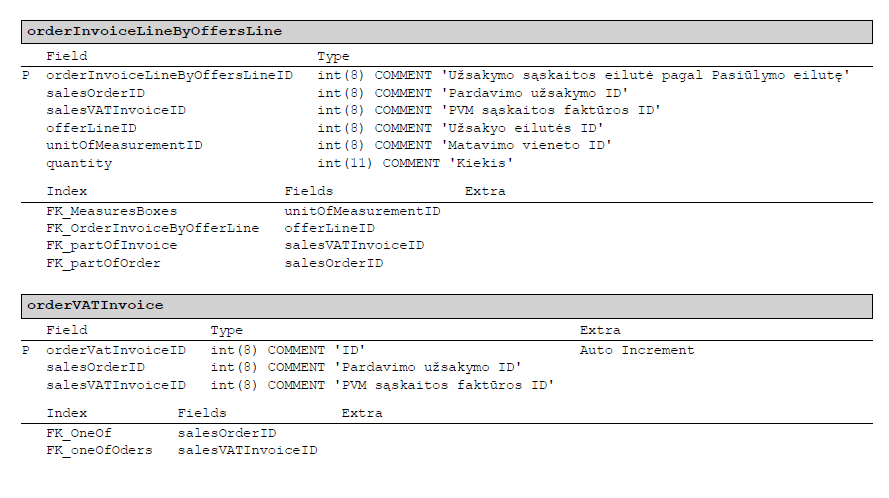 orderInvoiceLineByOffersLine
Field Type
P orderInvoiceLineByOffersLineID int(8) COMMENT 'Užsakymo sąskaitos eilutė pagal Pasiūlymo eilutę'
salesOrderID int(8) COMMENT 'Pardavimo užsakymo ID'
salesVATInvoiceID int(8) COMMENT 'PVM sąskaitos faktūros ID'
offerLineID int(8) COMMENT 'Užsakyo eilutės ID'
unitOfMeasurementID int(8) COMMENT 'Matavimo vieneto ID'
quantity int(11) COMMENT 'Kiekis'
Index Fields Extra
FK_MeasuresBoxes unitOfMeasurementID
FK_OrderInvoiceByOfferLine offerLineID
FK_partOfInvoice salesVATInvoiceID
FK_partOfOrder salesOrderID
orderVATInvoice
Field Type Extra
P orderVatInvoiceID int(8) COMMENT 'ID' Auto Increment
salesOrderID int(8) COMMENT 'Pardavimo užsakymo ID'
salesVATInvoiceID int(8) COMMENT 'PVM sąskaitos faktūros ID'
Index Fields Extra
FK_OneOf salesOrderID
FK_oneOfOders salesVATInvoiceID